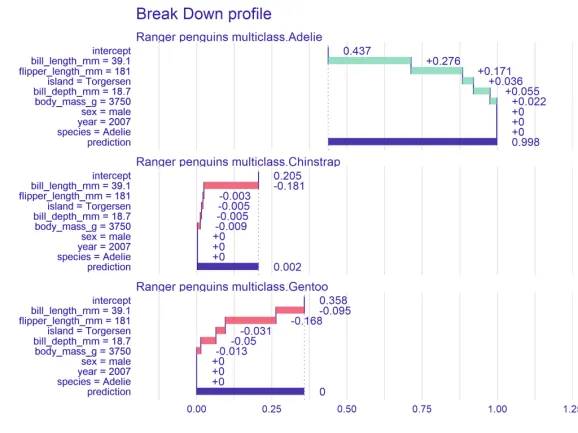 Break Down profile
Ranger penguins multiclass.Adelie
intercept 0.437
bill_length_mm = 39.1 +0.276
flipper_length_mm = 181 +0.171
island = Torgersen +0.036
bill_depth_mm = 18.7 +0.055
body_mass_g = 3750 +0.022
sex = male +0
year = 2007 +0
species = Adelie +0
prediction 0.998
Ranger penguins multiclass.Chinstrap
intercept 0.205
bill_length_mm = 39.1 -0.181
flipper_length_mm = 181 -0.003
island = Torgersen -0.005
bill_depth_mm = 18.7 -0.005
body_mass_g = 3750 -0.009
sex = male +0
year = 2007 +0
species = Adelie +0
prediction 0.002
Ranger penguins multiclass.Gentoo
intercept 0.358
bill_length_mm = 39.1 -0.095
flipper_length_mm = 181 -0.168
island = Torgersen -0.031
bill_depth_mm = 18.7 -0.05
body_mass_g = 3750 -0.013
sex = male +0
year = 2007 +0
species = Adelie +0
prediction 0
0.00 0.25 0.50 0.75 1.00 1.25